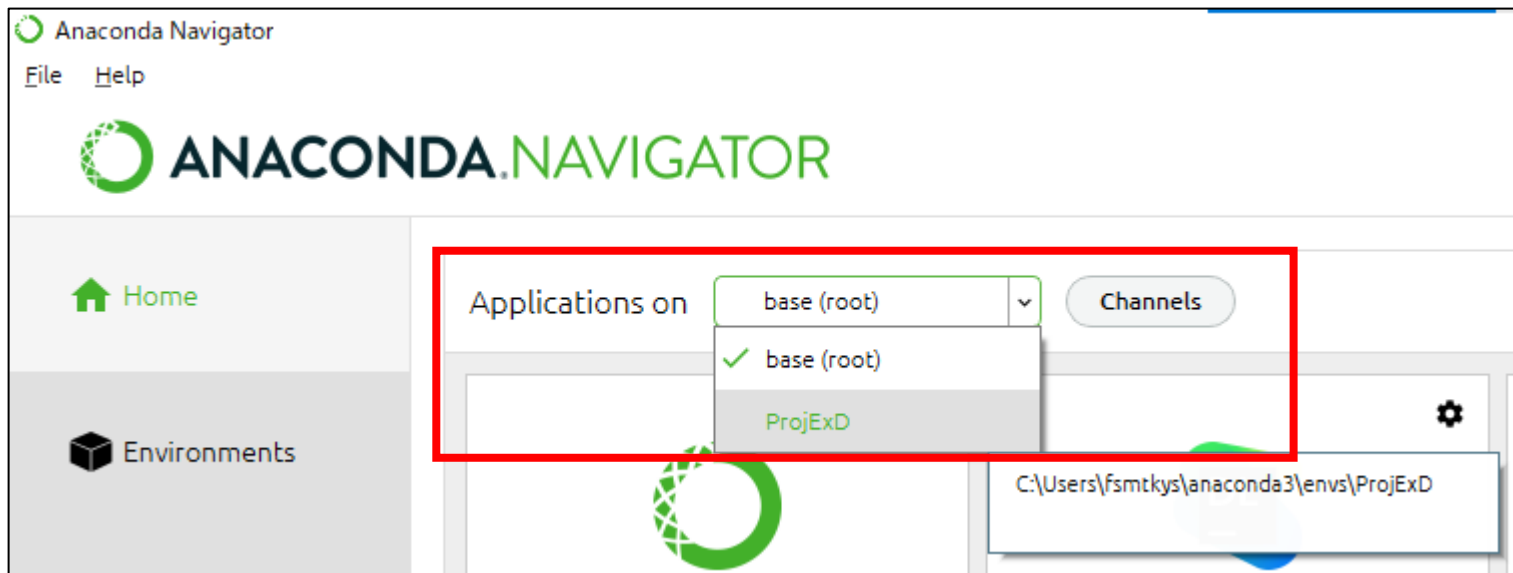 Anaconda Navigator
File Help
ANACONDA.NAVIGATOR
Home
Applications on base (root) Channels
base (root)
ProjExD
Environments
C:\Users\fsmtkys\anaconda3\envs\ProjExD